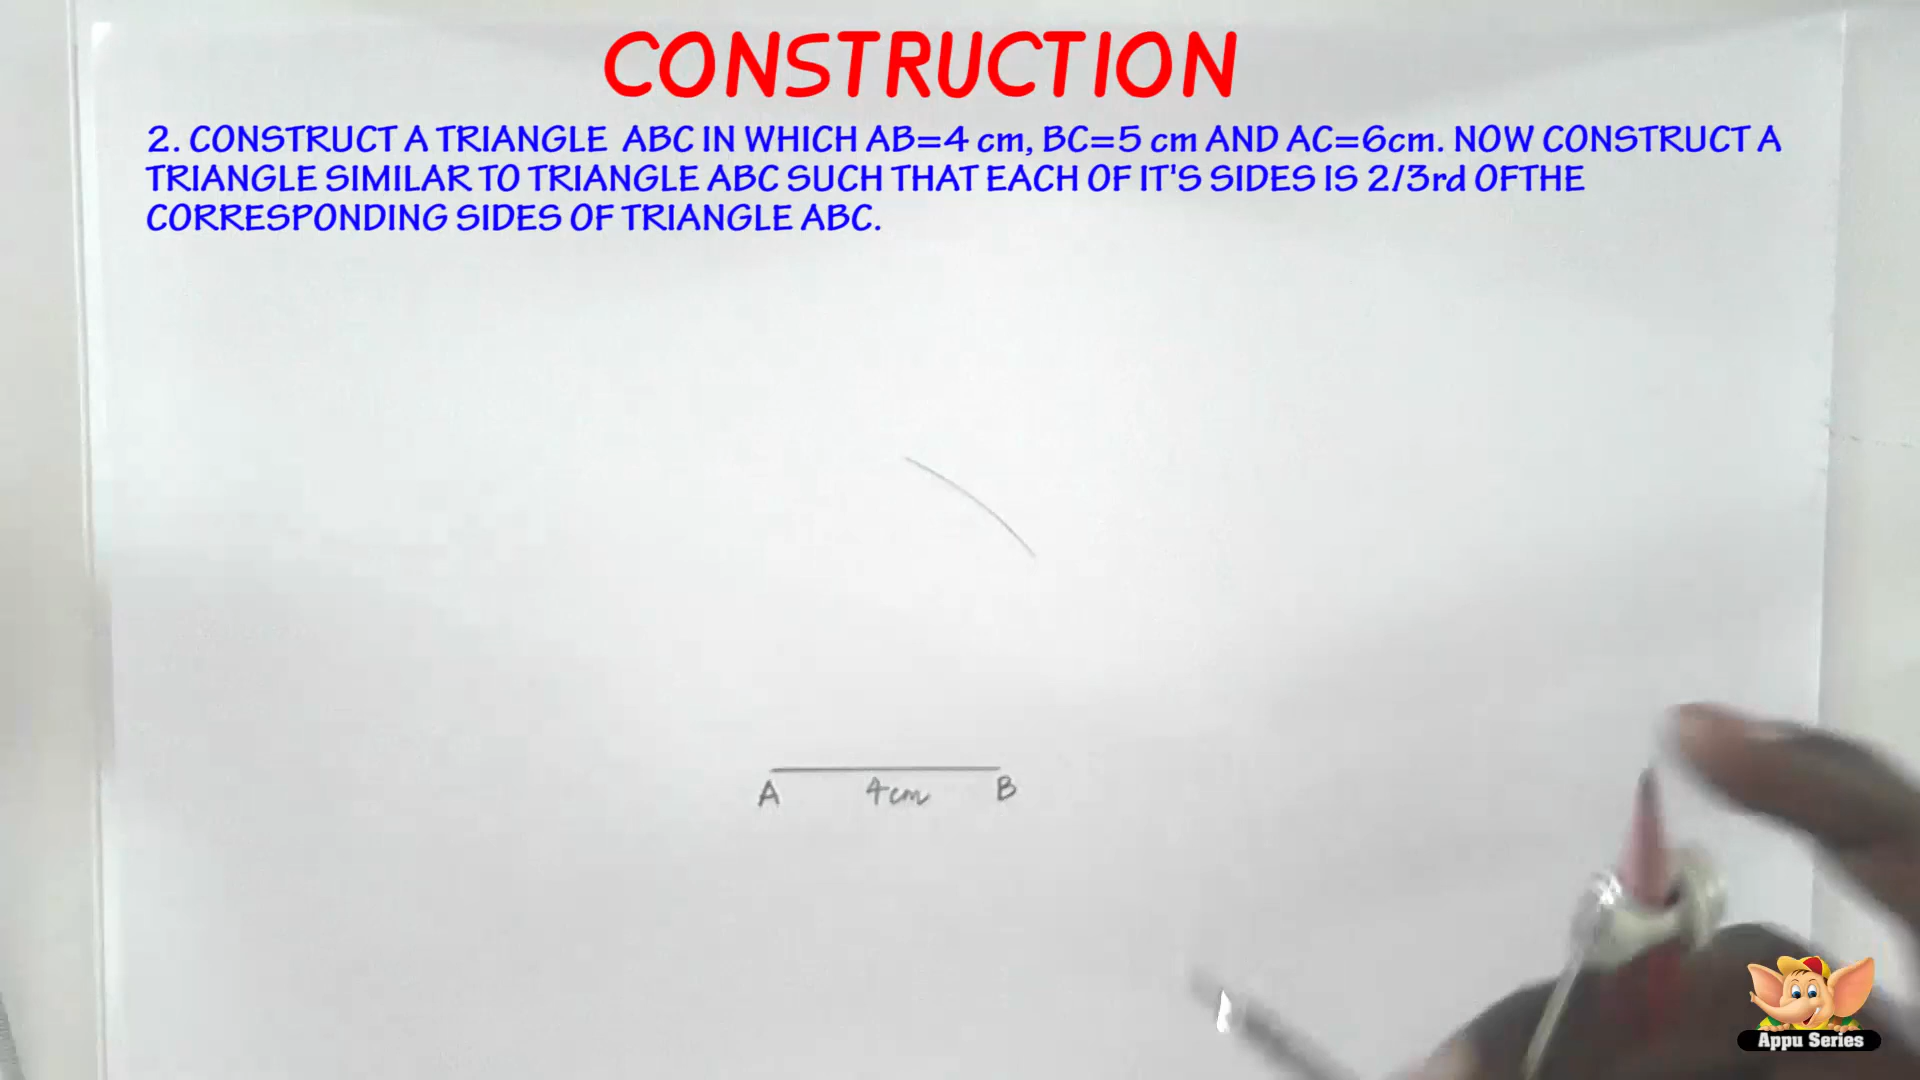 CONSTRUCTION
2. CONSTRUCT A TRIANGLE ABC IN WHICH AB=4 cm, BC=5 cm AND AC=6cm. NOW CONSTRUCT A
TRIANGLE SIMILAR TO TRIANGLE ABC SUCH THAT EACH OF IT'S SIDES IS 2/3rd OFTHE
CORRESPONDING SIDES OF TRIANGLE ABC.
A 4cm B
Appu Series